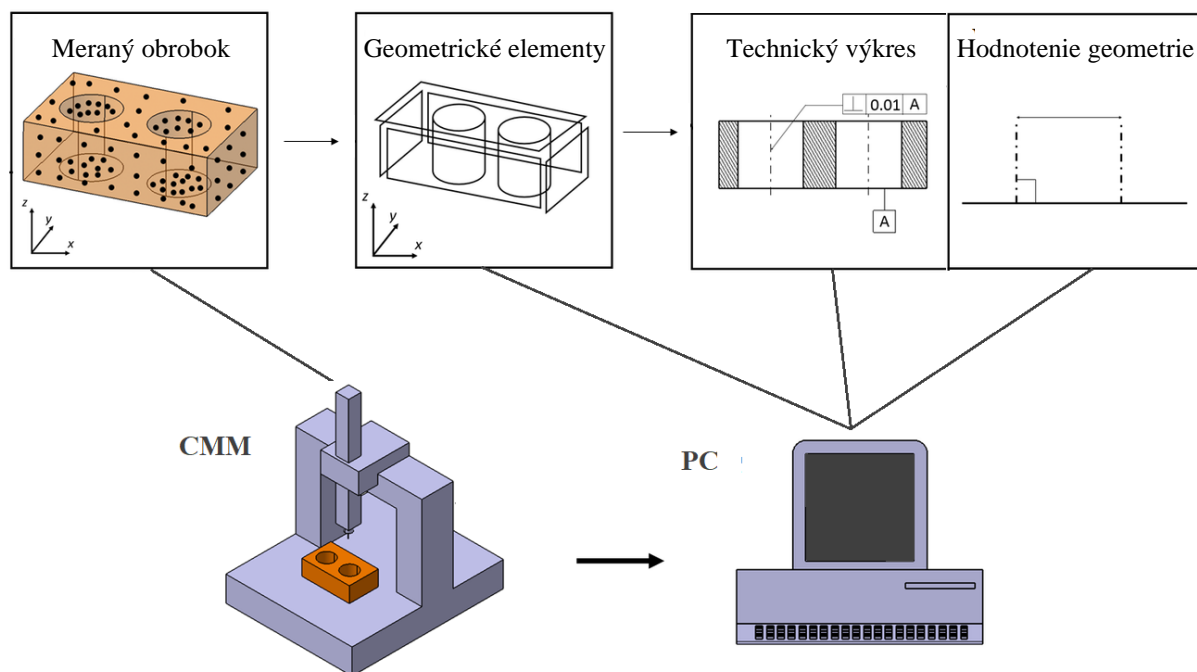 Meraný obrobok
Geometrické elementy
Technický výkres
Hodnotenie geometrie
z
y
x
z
y
x
⊥ 0.01 A
A
CMM
PC